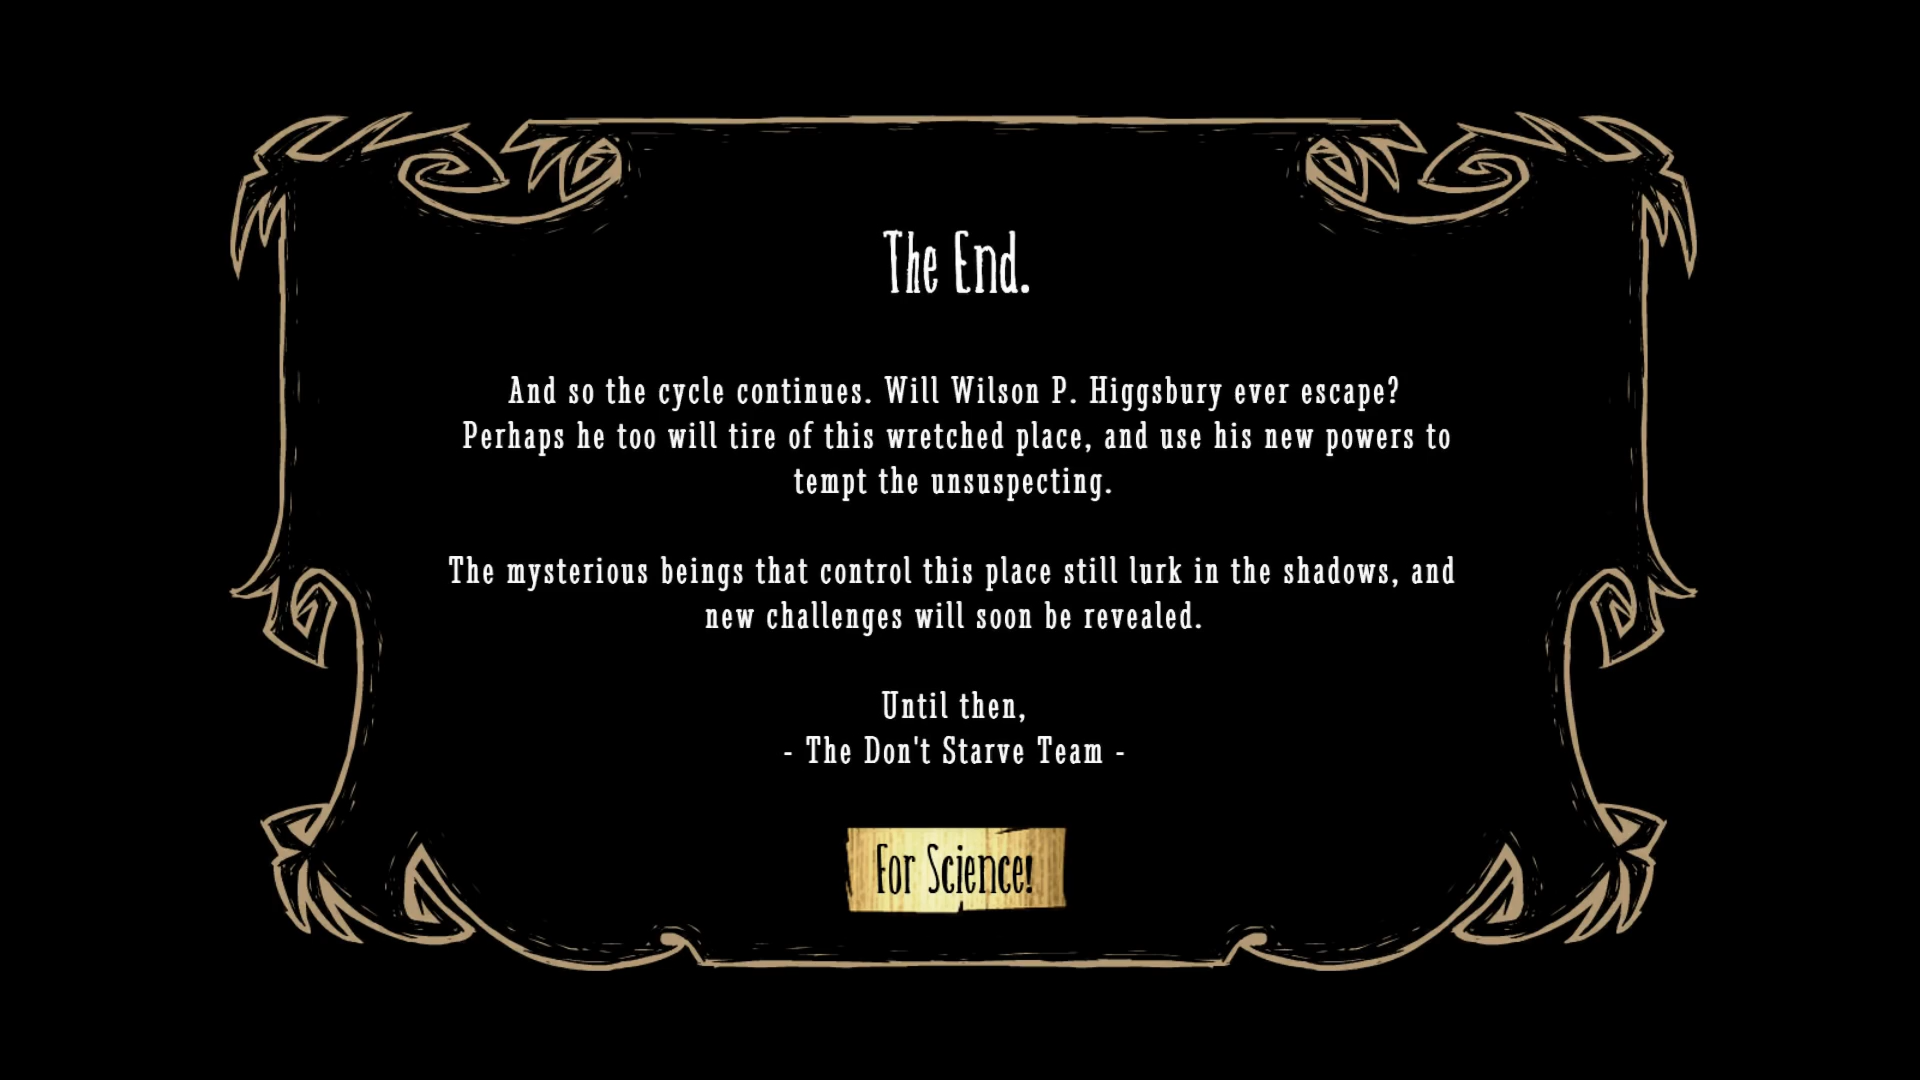 The End.
And so the cycle continues. Will Wilson P. Higgsbury ever escape?
Perhaps he too will tire of this wretched place, and use his new powers to
tempt the unsuspecting.
The mysterious beings that control this place still lurk in the shadows, and
new challenges will soon be revealed.
Until then,
- The Don't Starve Team -
For Science!